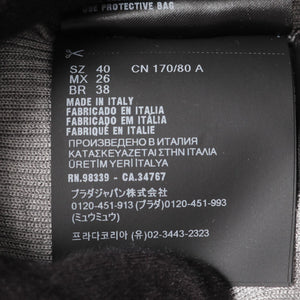 USE PROTECTIVE BAG
SZ 40 CN 170/80 A
MX 26
BR 38
MADE IN ITALY
FABRICADO EN ITALIA
FABRICADO EM ITÁLIA
FABRIQUÉ EN ITALIE
ПРОИЗВЕДЕНО В ИТАЛИЯ
ΚΑΤΑΣΚΕΥΑΖΕΤΑΙ ΣΤΗΝ ΙΤΑΛΙΑ
ÜRETİM YERİ İTALYA
RN.98339 - CA.34767
プラダジャパン株式会社
0120-451-913 (プラダ) 0120-451-993
(ミュウミュウ)
프라다코리아 (유) 02-3443-2323